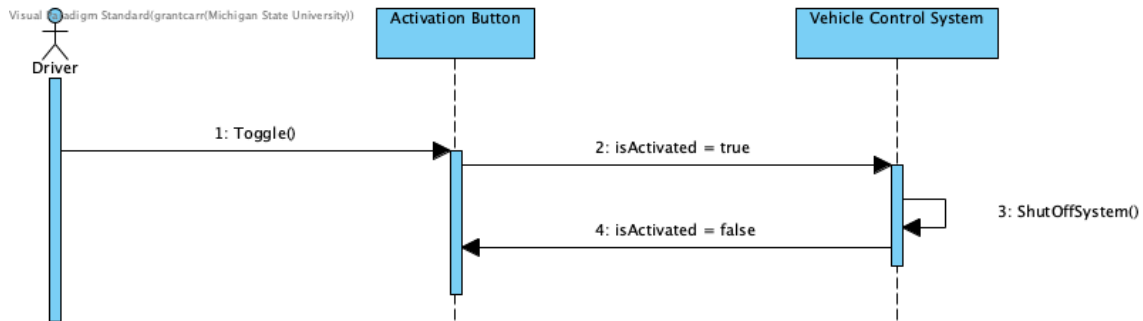 Visual Paradigm Standard(grantcarr(Michigan State University))
Activation Button
Vehicle Control System
Driver
1: Toggle()
2: isActivated = true
3: ShutOffSystem()
4: isActivated = false